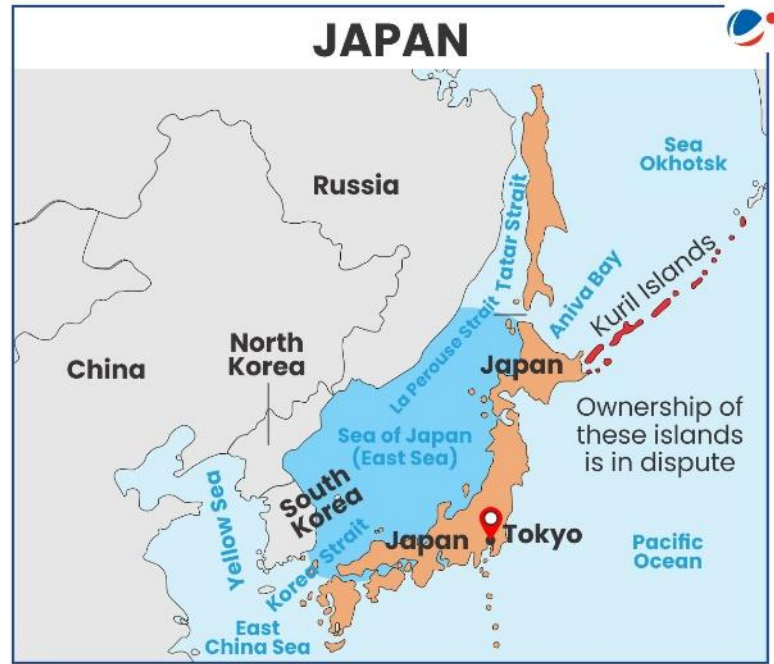 JAPAN
Sea
Okhotsk
Russia
Tatar Strait
Aniva Bay
Kuril Islands
La Perouse Strait
North
Korea
China
Japan
Ownership of
these islands
is in dispute
Sea of Japan
(East Sea)
South
Korea
Yellow Sea
Korea Strait
Japan
Tokyo
Pacific
Ocean
East
China Sea